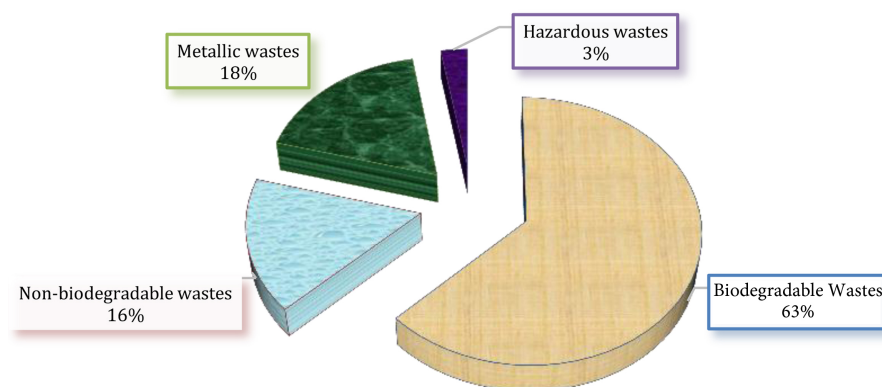 Hazardous wastes
3%
Metallic wastes
18%
Non-biodegradable wastes
16%
Biodegradable Wastes
63%